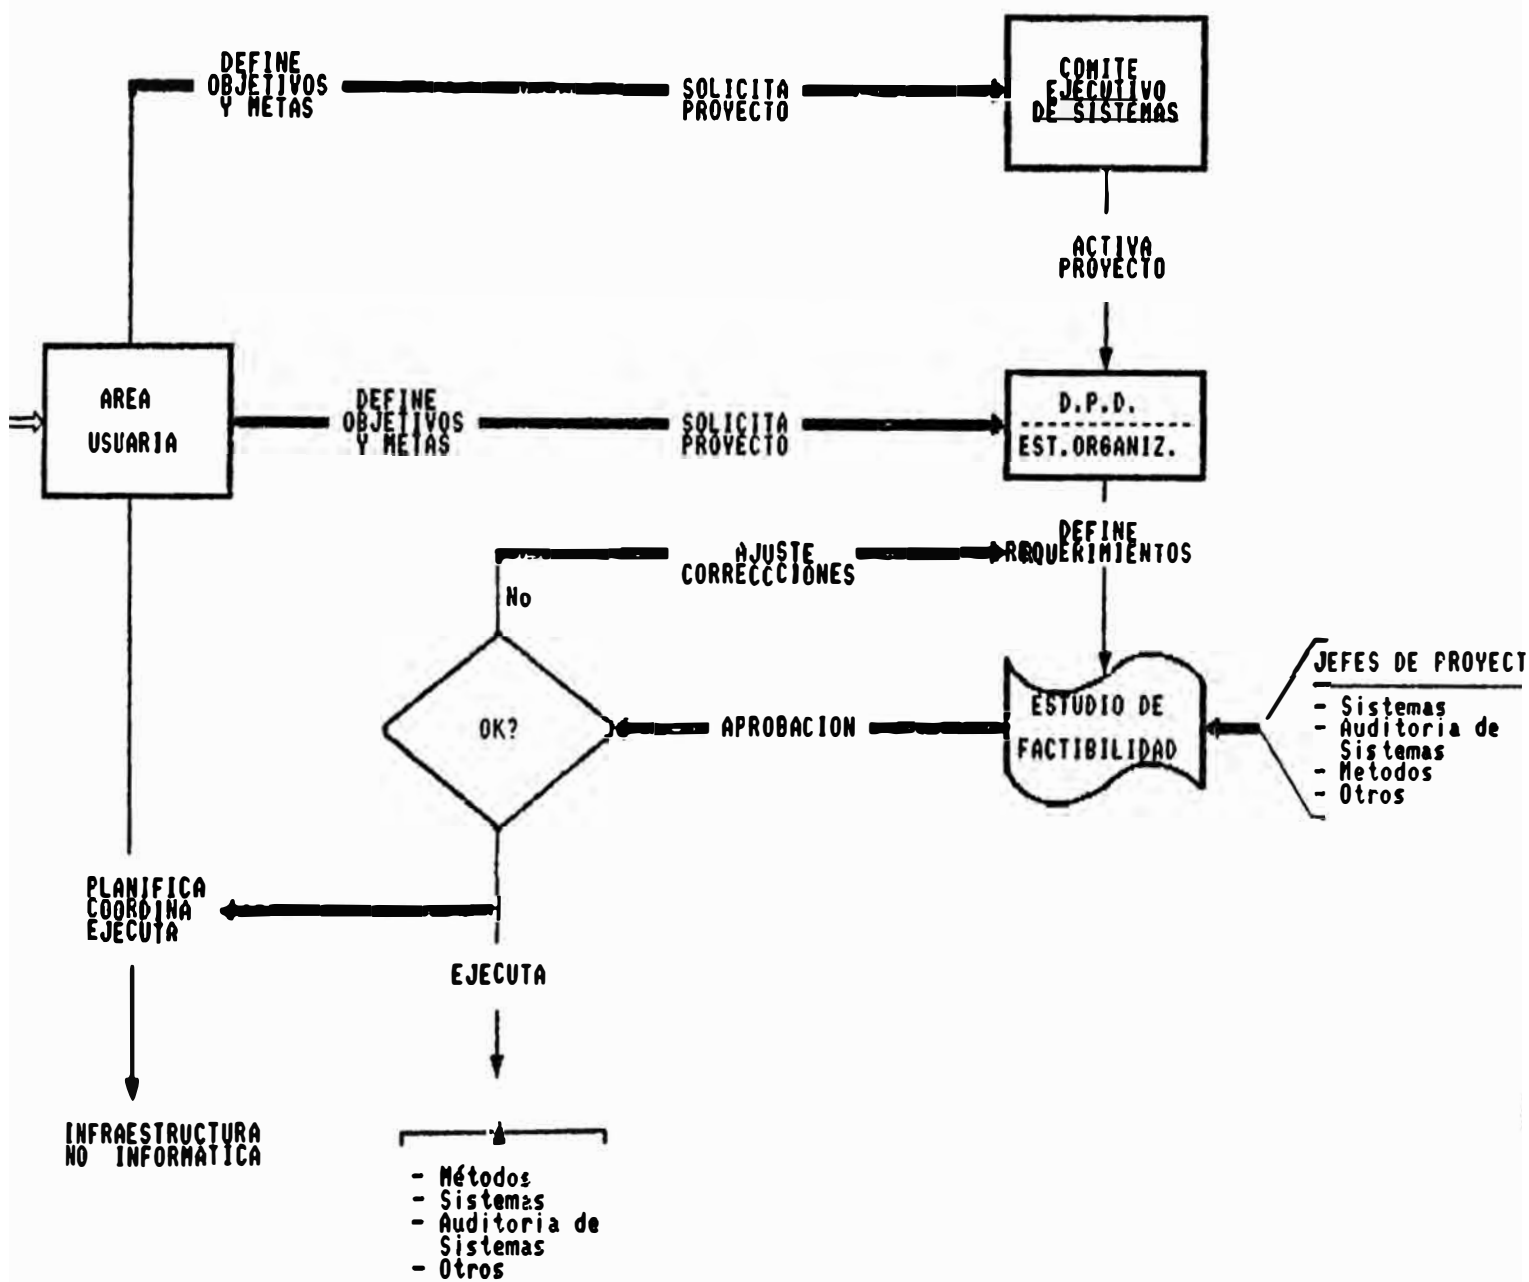 DEFINE
OBJETIVOS
Y METAS
SOLICITA
PROYECTO
COMITE
EJECUTIVO
DE SISTEMAS
ACTIVA
PROYECTO
AREA
USUARIA
DEFINE
OBJETIVOS
Y METAS
SOLICITA
PROYECTO
D.P.D.
EST.ORGANIZ.
AJUSTE
CORRECCCIONES
DEFINE
REQUERIMIENTOS
No
OK?
APROBACION
ESTUDIO DE
FACTIBILIDAD
JEFES DE PROYECT
- Sistemas
- Auditoria de
Sistemas
- Metodos
- Otros
PLANIFICA
COORDINA
EJECUTA
EJECUTA
INFRAESTRUCTURA
NO INFORMATICA
- Métodos
- Sistemas
- Auditoria de
Sistemas
- Otros